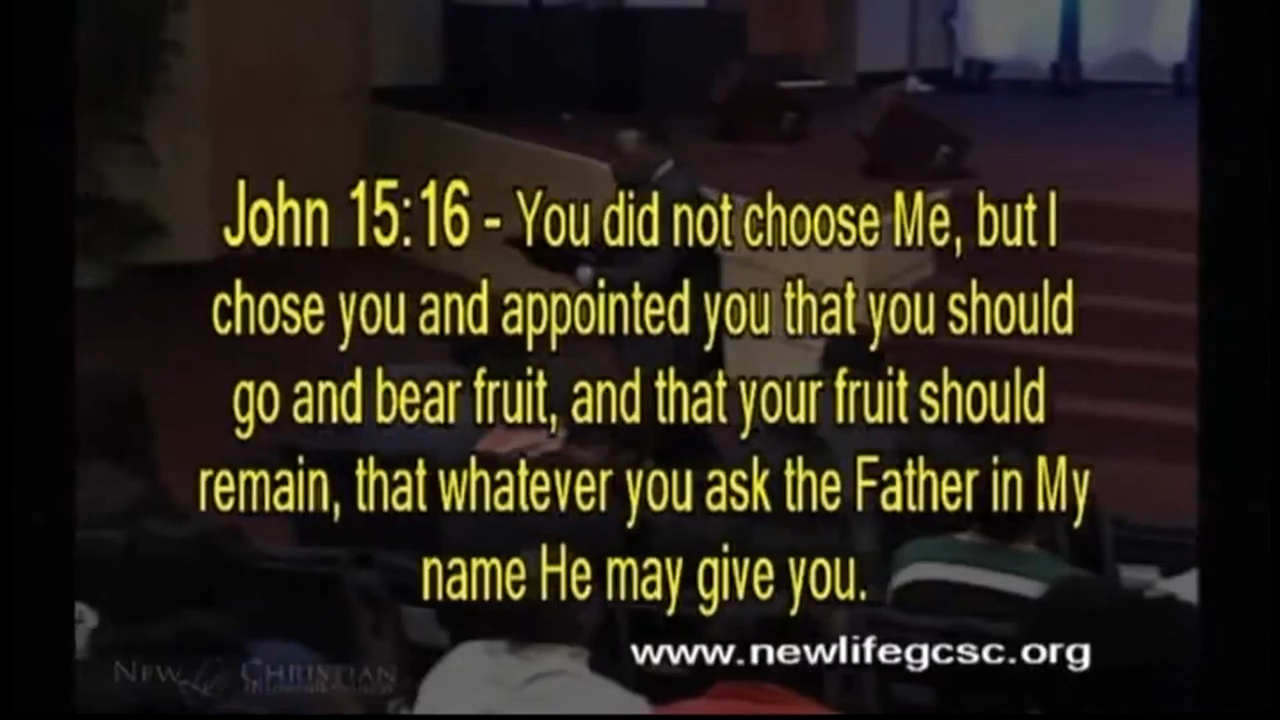 John 15:16 - You did not choose Me, but I
chose you and appointed you that you should
go and bear fruit, and that your fruit should
remain, that whatever you ask the Father in My
name He may give you.
www.newlifegcsc.org
NEW Life CHRISTIAN